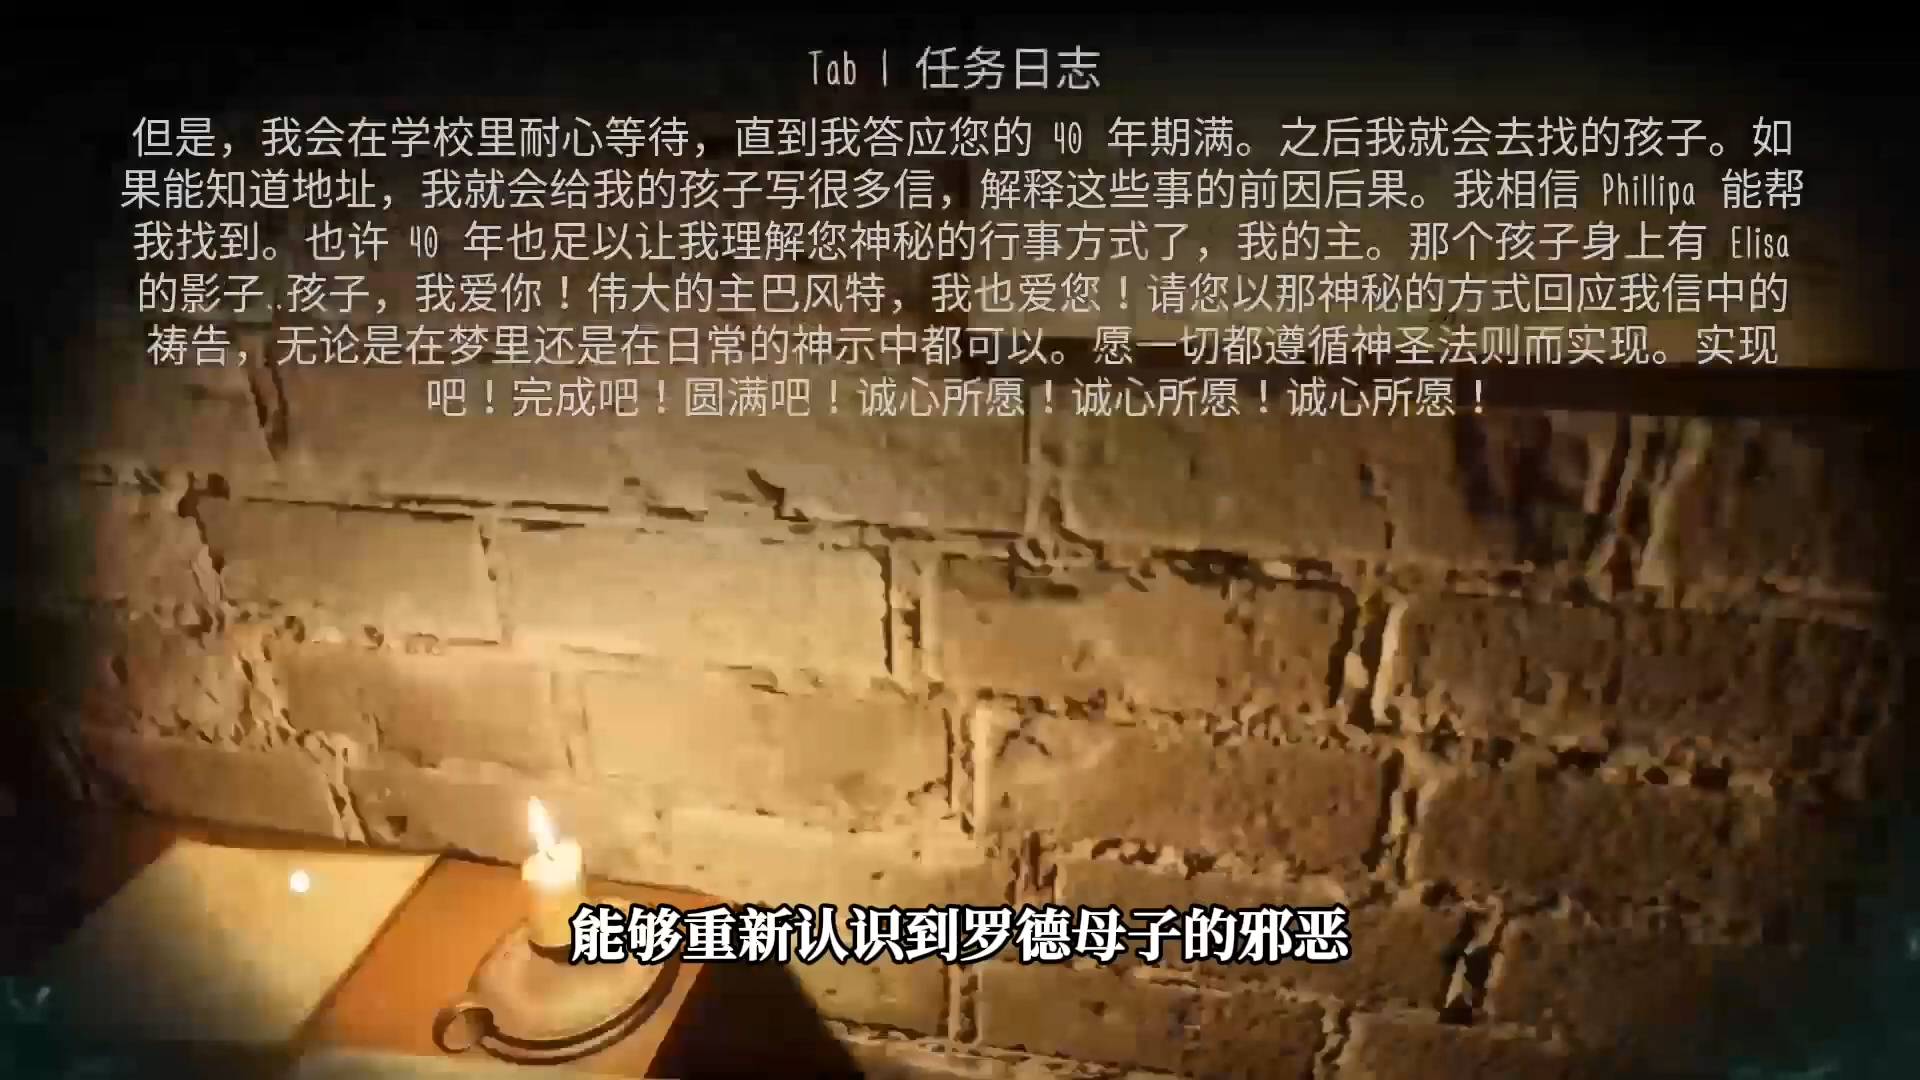 Tab | 任务日志
但是，我会在学校里耐心等待，直到我答应您的 40 年期满。之后我就会去找的孩子。如
果能知道地址，我就会给我的孩子写很多信，解释这些事的前因后果。我相信 Phillipa 能帮
我找到。也许 40 年也足以让我理解您神秘的行事方式了，我的主。那个孩子身上有 Elisa
的影子..孩子，我爱你！伟大的主巴风特，我也爱您！请您以那神秘的方式回应我信中的
祷告，无论是在梦里还是在日常的神示中都可以。愿一切都遵循神圣法则而实现。实现
吧！完成吧！圆满吧！诚心所愿！诚心所愿！诚心所愿！
能够重新认识到罗德母子的邪恶